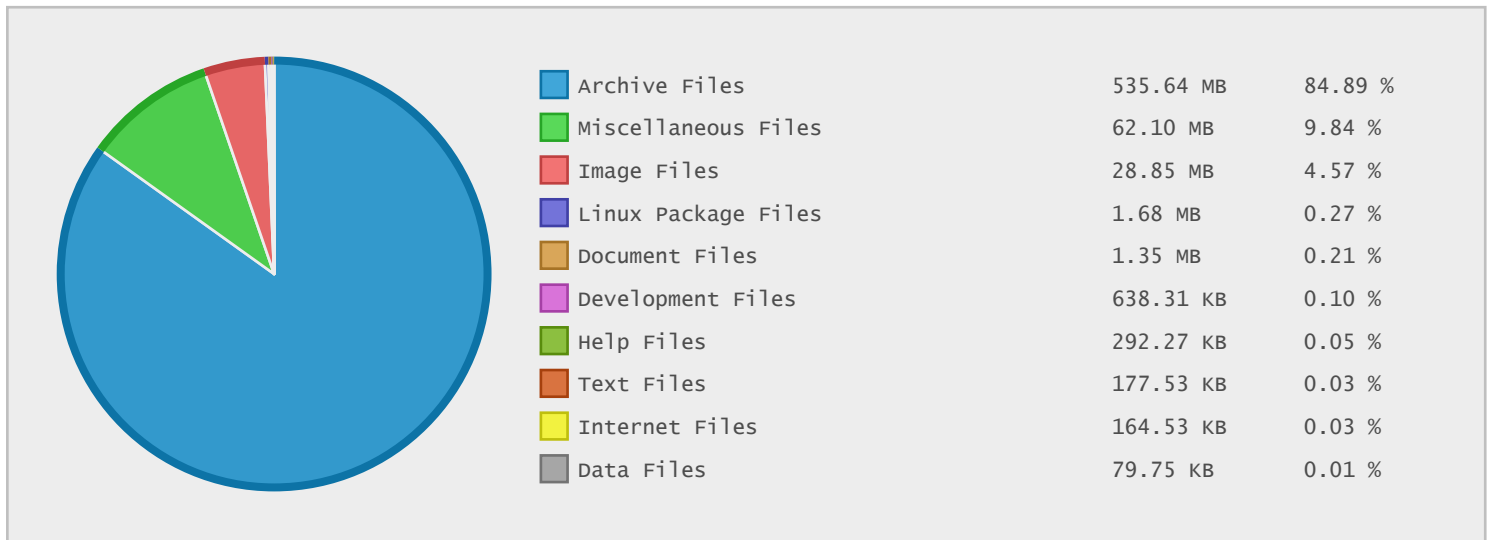 Archive Files 535.64 MB 84.89 %
Miscellaneous Files 62.10 MB 9.84 %
Image Files 28.85 MB 4.57 %
Linux Package Files 1.68 MB 0.27 %
Document Files 1.35 MB 0.21 %
Development Files 638.31 KB 0.10 %
Help Files 292.27 KB 0.05 %
Text Files 177.53 KB 0.03 %
Internet Files 164.53 KB 0.03 %
Data Files 79.75 KB 0.01 %